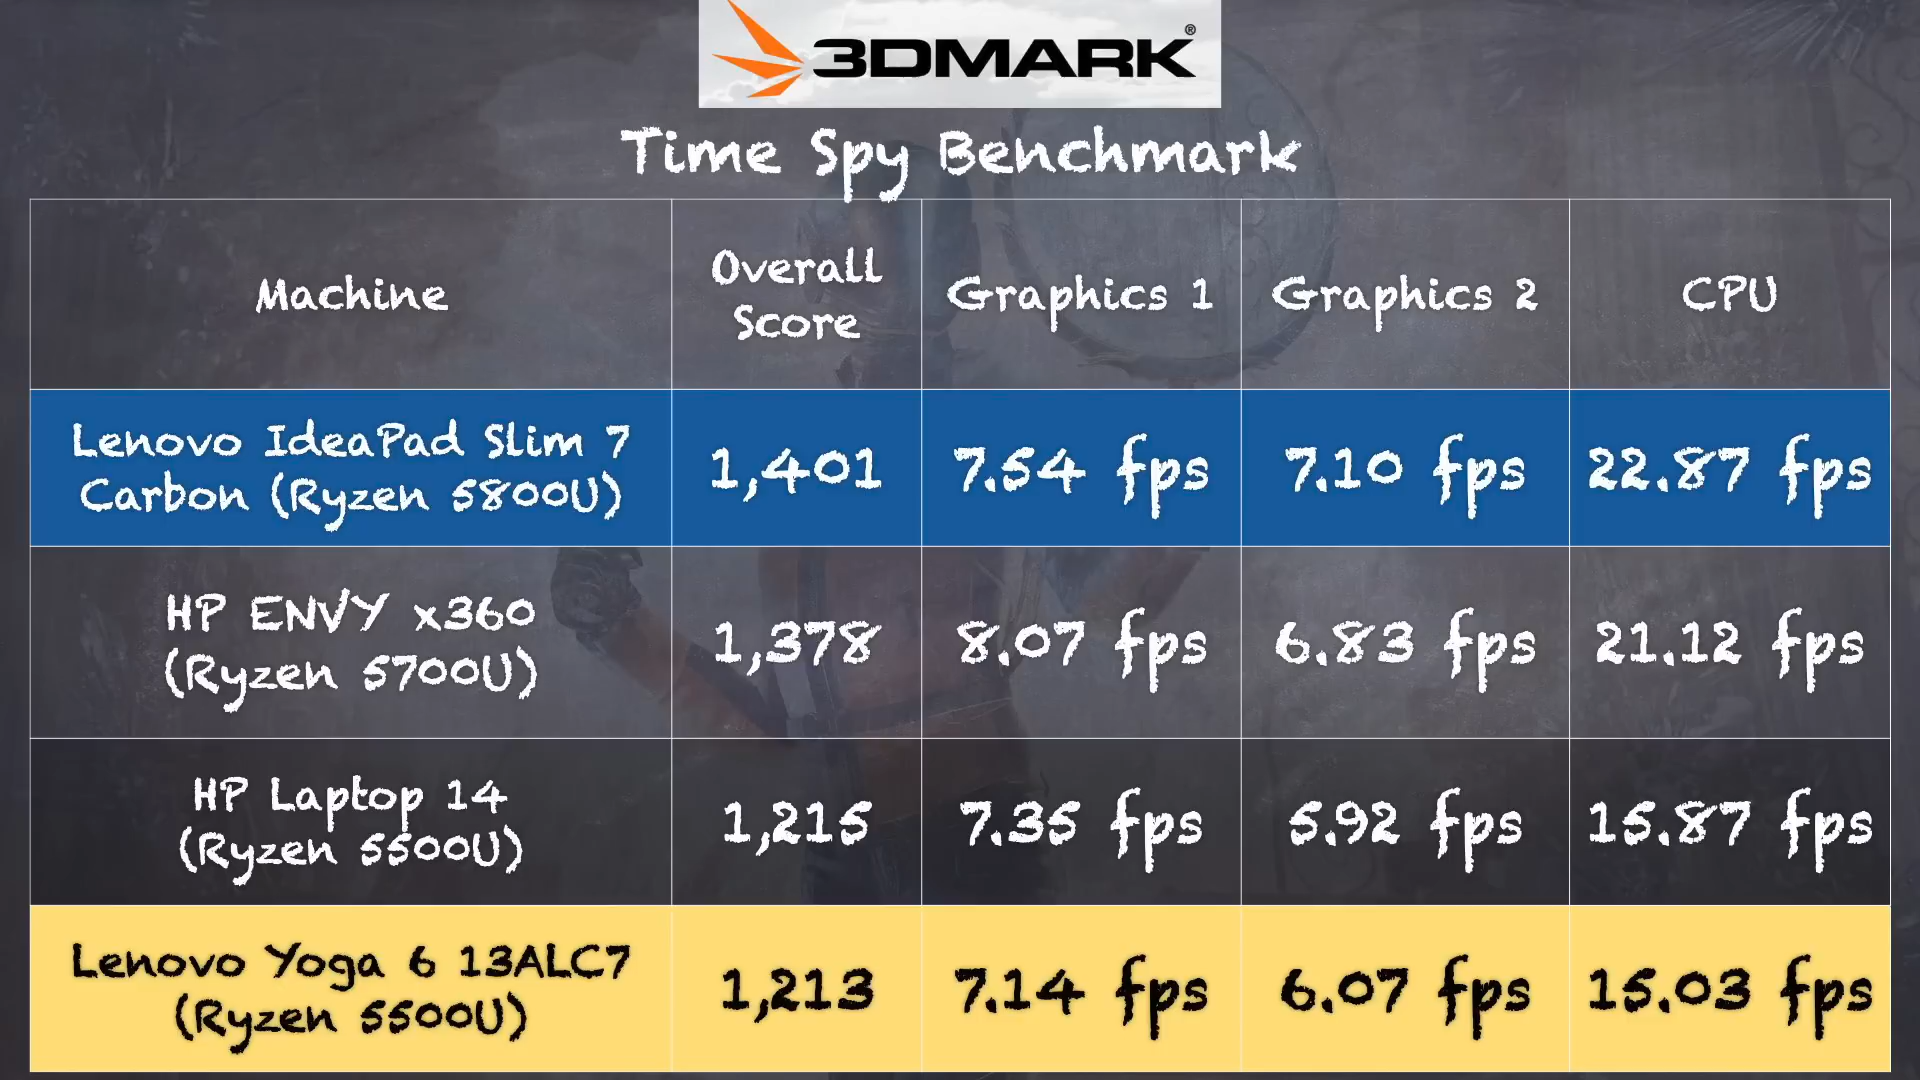 3DMARK®
Time Spy Benchmark
Machine
Overall
Score
Graphics 1
Graphics 2
CPU
Lenovo IdeaPad Slim 7
Carbon (Ryzen 5800U)
1,401
7.54 fps
7.10 fps
22.87 fps
HP ENVY x360
(Ryzen 5700U)
1,378
8.07 fps
6.83 fps
21.12 fps
HP Laptop 14
(Ryzen 5500U)
1,215
7.35 fps
5.92 fps
15.87 fps
Lenovo Yoga 6 13ALC7
(Ryzen 5500U)
1,213
7.14 fps
6.07 fps
15.03 fps